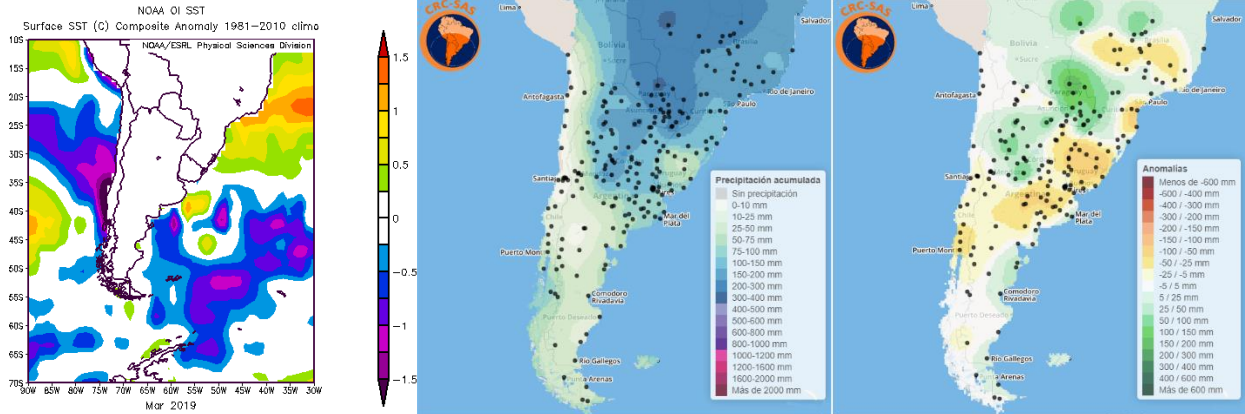 NOAA OI SST
Surface SST (C) Composite Anomaly 1981-2010 climo
NOAA/ESRL Physical Sciences Division
10S
15S
20S
25S
30S
35S
40S
45S
50S
55S
60S
65S
70S
90W 85W 80W 75W 70W 65W 60W 55W 50W 45W 40W 35W 30W
Mar 2019
1.5
1
0.5
0
-0.5
-1
-1.5
CRC-SAS
Lima
Salvador
Bolivia
Brasilia
Sucre
Antofagasta
Rio de Janeiro
Paulo
Santiago
Chile
Mar del
Plata
Puerto Mont
Comodoro
Rivadavia
Puerto Deseado
Río Gallegos
Arenas
Precipitación acumulada
Sin precipitación
0-10 mm
10-25 mm
25-50 mm
50-75 mm
75-100 mm
100-150 mm
150-200 mm
200-300 mm
300-400 mm
400-500 mm
500-600 mm
600-800 mm
800-1000 mm
1000-1200 mm
1200-1600 mm
1600-2000 mm
Más de 2000 mm
CRC-SAS
Lima
Salvador
Bolivia
Brasilia
Sucre
Antofagasta
Rio de Janeiro
Paulo
Santiago
Chile
Mar del
Plata
Puerto Mont
Comodoro
Rivadavia
Puerto Deseado
Río Gallegos
Arenas
Anomalías
Menos de -600 mm
-600 / -400 mm
-400 / -300 mm
-300 / -200 mm
-200 / -150 mm
-150 / -100 mm
-100 / -50 mm
-50 / -25 mm
-25 / -5 mm
-5 / 5 mm
5 / 25 mm
25 / 50 mm
50 / 100 mm
100 / 150 mm
150 / 200 mm
200 / 300 mm
300 / 400 mm
400 / 600 mm
Más de 600 mm